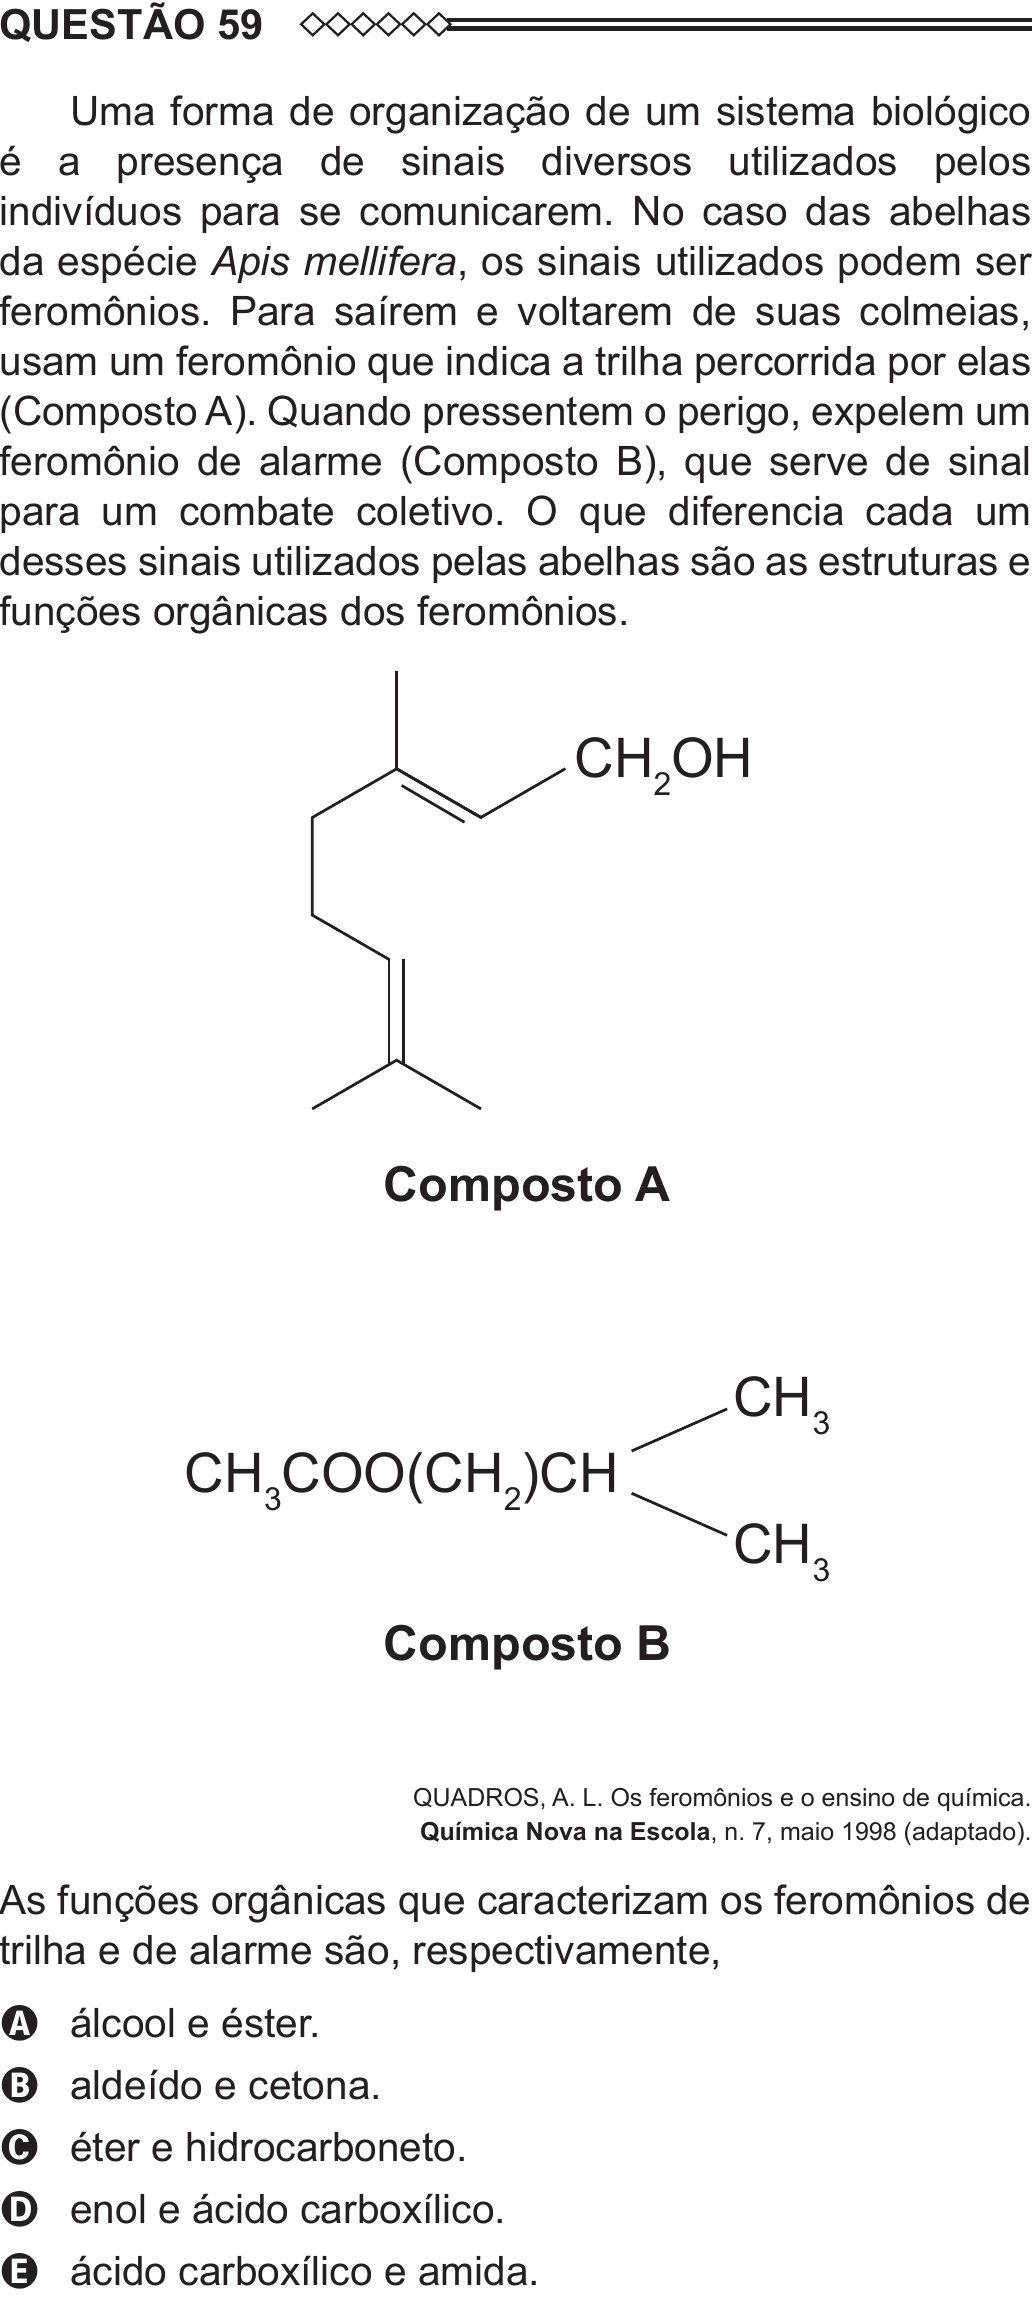 QUESTÃO 59
Uma forma de organização de um sistema biológico
é a presença de sinais diversos utilizados pelos
indivíduos para se comunicarem. No caso das abelhas
da espécie Apis mellifera, os sinais utilizados podem ser
feromônios. Para saírem e voltarem de suas colmeias,
usam um feromônio que indica a trilha percorrida por elas
(Composto A). Quando pressentem o perigo, expelem um
feromônio de alarme (Composto B), que serve de sinal
para um combate coletivo. O que diferencia cada um
desses sinais utilizados pelas abelhas são as estruturas e
funções orgânicas dos feromônios.
CH2OH
Composto A
CH3
CH3COO(CH2)CH
CH3
Composto B
QUADROS, A. L. Os feromônios e o ensino de química.
Química Nova na Escola, n. 7, maio 1998 (adaptado).
As funções orgânicas que caracterizam os feromônios de
trilha e de alarme são, respectivamente,
A álcool e éster.
B aldeído e cetona.
C éter e hidrocarboneto.
D enol e ácido carboxílico.
E ácido carboxílico e amida.